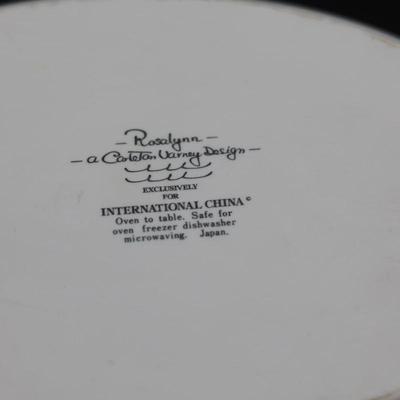 - Rosalynn -
- a Carleton Varney Design -
EXCLUSIVELY
FOR
INTERNATIONAL CHINA ©
Oven to table. Safe for
oven freezer dishwasher
microwaving. Japan.